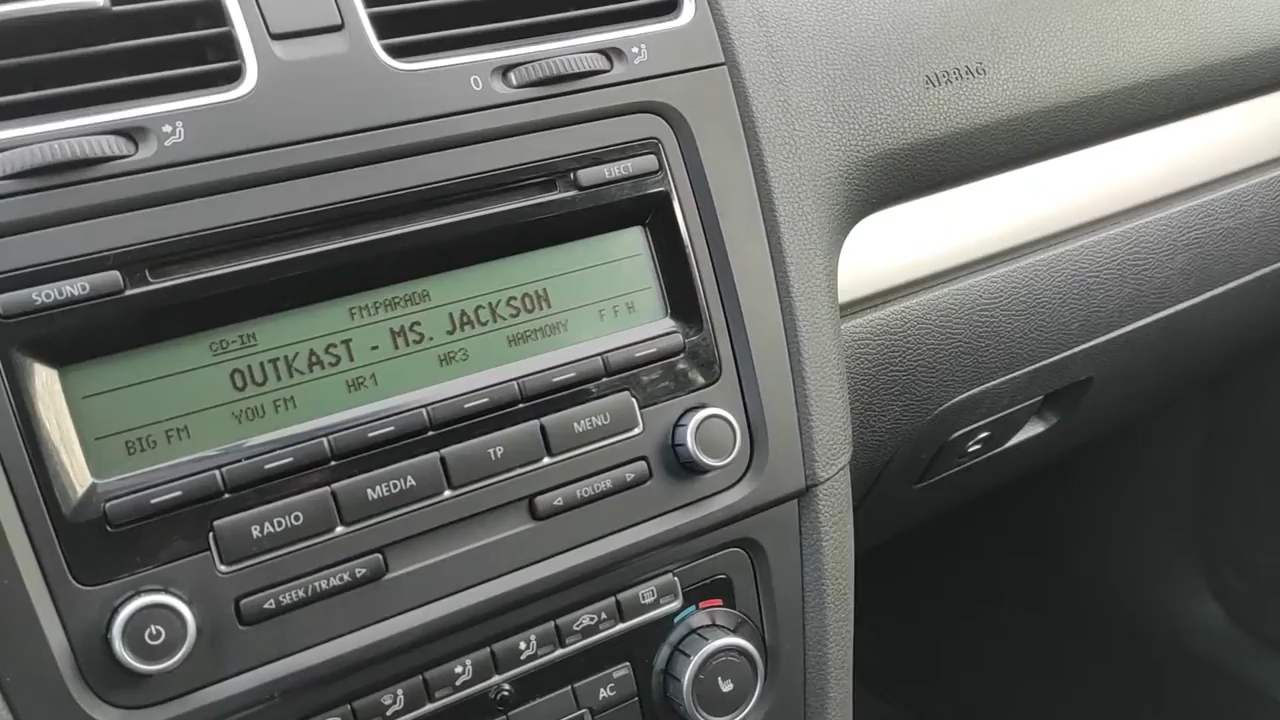 AIRBAG
0
EJECT
SOUND
CD-IN FM:PARADA
OUTKAST - MS. JACKSON
BIG FM YOU FM HR1 HR3 HARMONY F F H
RADIO MEDIA TP MENU
FOLDER
SEEK/TRACK
A
AC